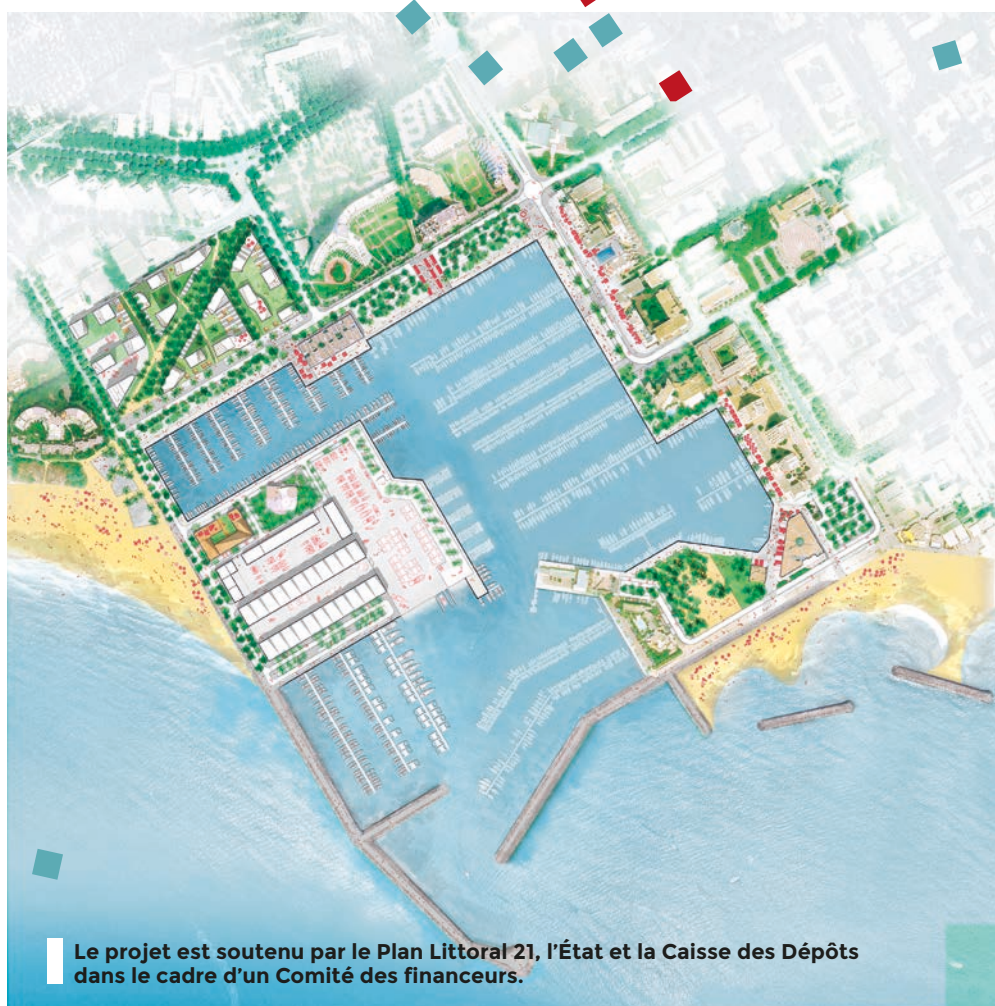 Le projet est soutenu par le Plan Littoral 21, l'État et la Caisse des Dépôts
dans le cadre d'un Comité des financeurs.